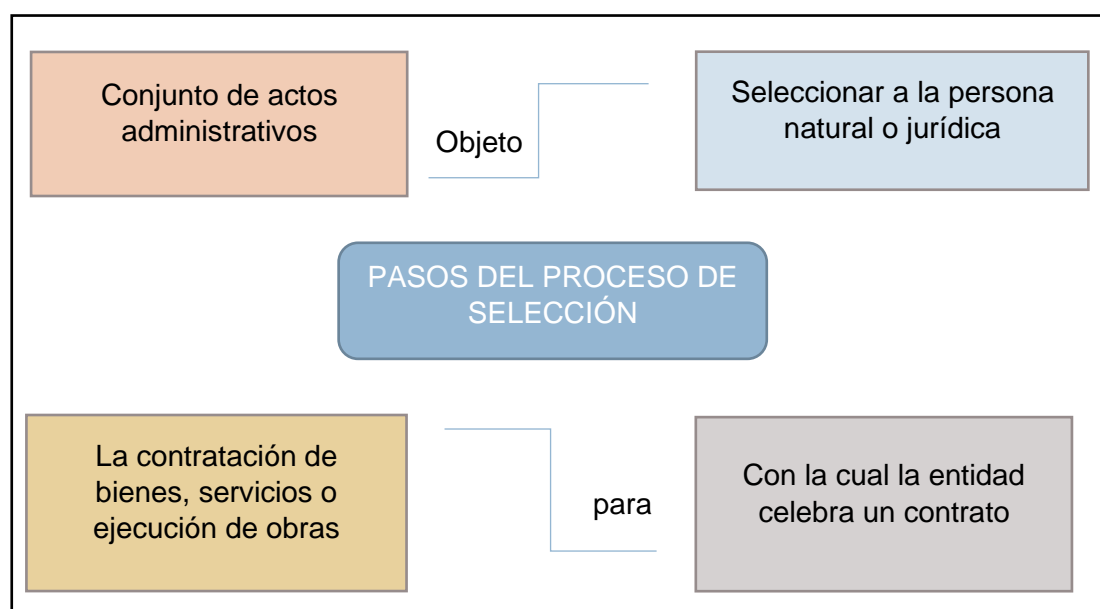 Conjunto de actos
administrativos
Objeto
Seleccionar a la persona
natural o jurídica
PASOS DEL PROCESO DE
SELECCIÓN
La contratación de
bienes, servicios o
ejecución de obras
para
Con la cual la entidad
celebra un contrato